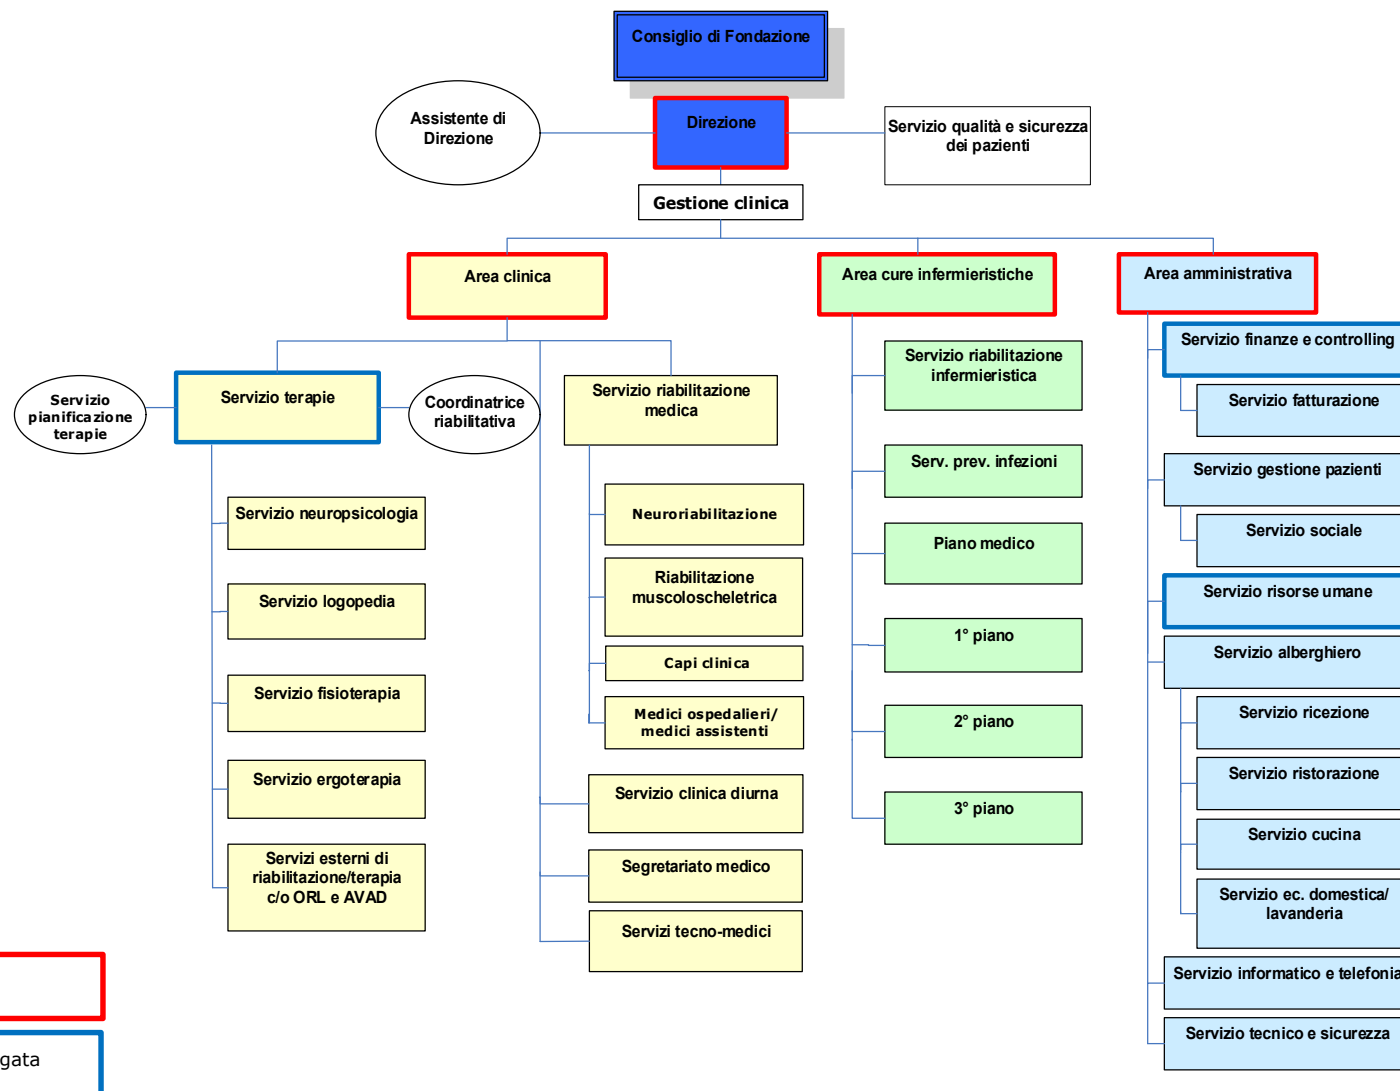 Consiglio di Fondazione
Assistente di
Direzione
Direzione
Servizio qualità e sicurezza
dei pazienti
Gestione clinica
Area clinica
Area cure infermieristiche
Area amministrativa
Servizio
pianificazione
terapie
Servizio terapie
Coordinatrice
riabilitativa
Servizio riabilitazione
medica
Servizio neuropsicologia
Servizio logopedia
Servizio fisioterapia
Servizio ergoterapia
Servizi esterni di
riabilitazione/terapia
c/o ORL e AVAD
Neuroriabilitazione
Riabilitazione
muscoloscheletrica
Capi clinica
Medici ospedalieri/
medici assistenti
Servizio clinica diurna
Segretariato medico
Servizi tecno-medici
Servizio riabilitazione
infermieristica
Serv. prev. infezioni
Piano medico
1° piano
2° piano
3° piano
Servizio finanze e controlling
Servizio fatturazione
Servizio gestione pazienti
Servizio sociale
Servizio risorse umane
Servizio alberghiero
Servizio ricezione
Servizio ristorazione
Servizio cucina
Servizio ec. domestica/
lavanderia
Servizio informatico e telefonia
Servizio tecnico e sicurezza
gata